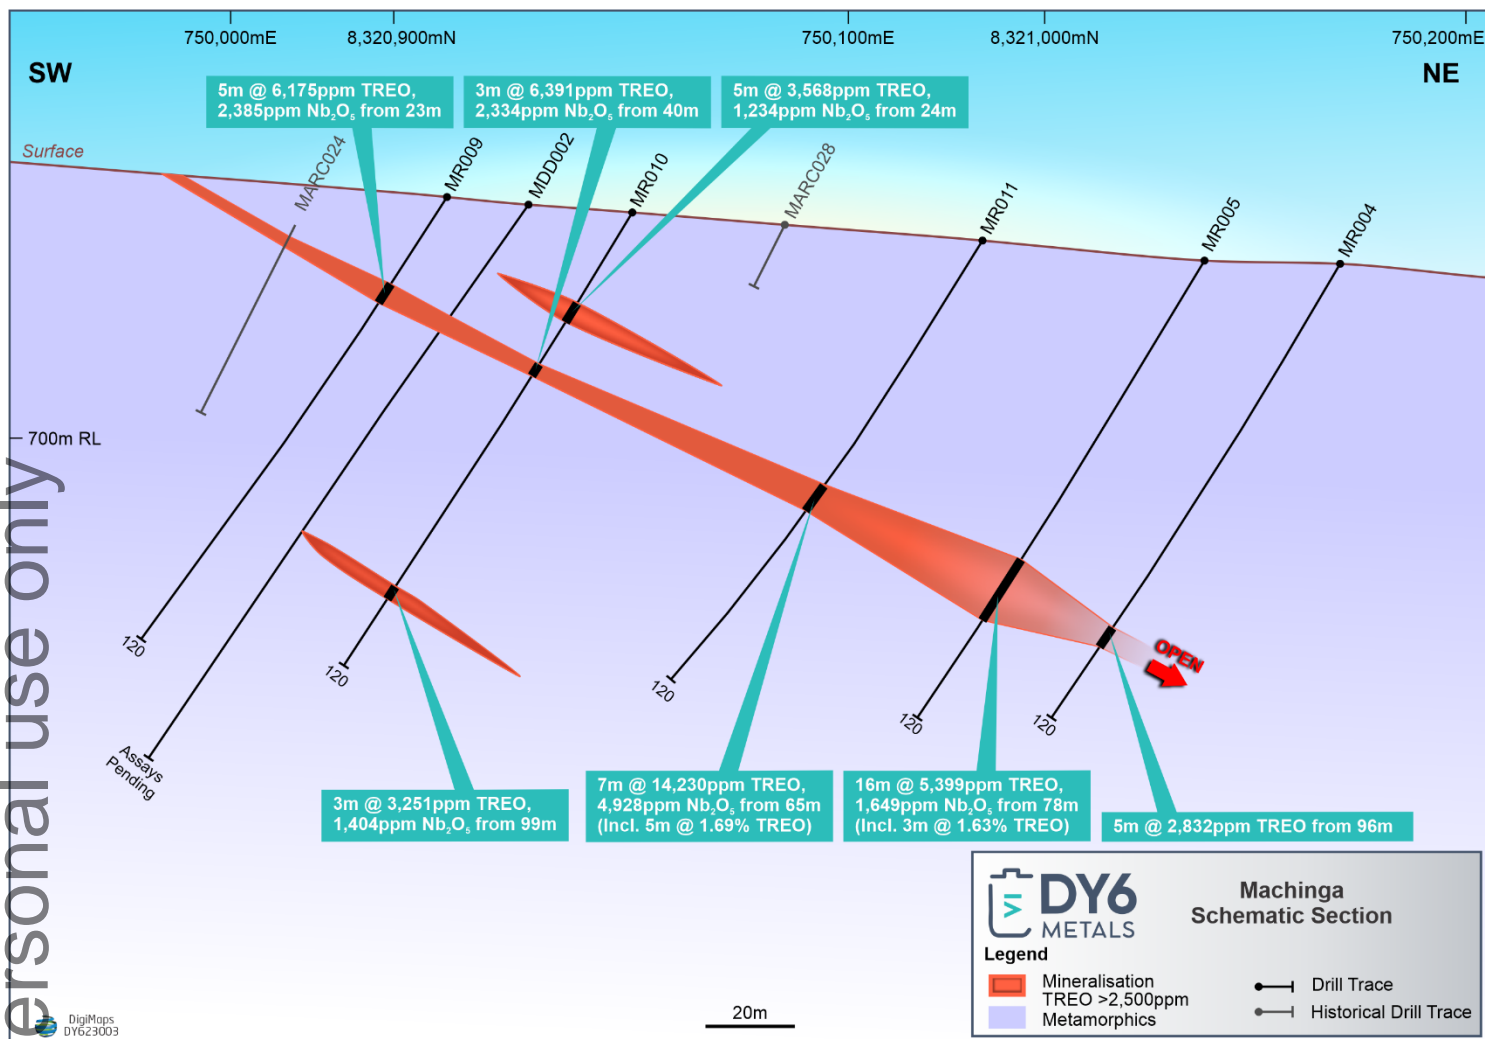 750,000mE
8,320,900mN
750,100mE
8,321,000mN
750,200mE
SW
NE
5m @ 6,175ppm TREO,
2,385ppm Nb₂O₅ from 23m
3m @ 6,391ppm TREO,
2,334ppm Nb₂O₅ from 40m
5m @ 3,568ppm TREO,
1,234ppm Nb₂O₅ from 24m
Surface
MARC024
MR009
MDD002
MR010
MARC028
MR011
MR005
MR004
700m RL
120
120
120
120
120
Assays
Pending
OPEN
3m @ 3,251ppm TREO,
1,404ppm Nb₂O₅ from 99m
7m @ 14,230ppm TREO,
4,928ppm Nb₂O₅ from 65m
(Incl. 5m @ 1.69% TREO)
16m @ 5,399ppm TREO,
1,649ppm Nb₂O₅ from 78m
(Incl. 3m @ 1.63% TREO)
5m @ 2,832ppm TREO from 96m
ersonal use only
DigiMaps
DY623003
20m
VI
DY6
METALS
Machinga
Schematic Section
Legend
Mineralisation
TREO >2,500ppm
Metamorphics
Drill Trace
Historical Drill Trace